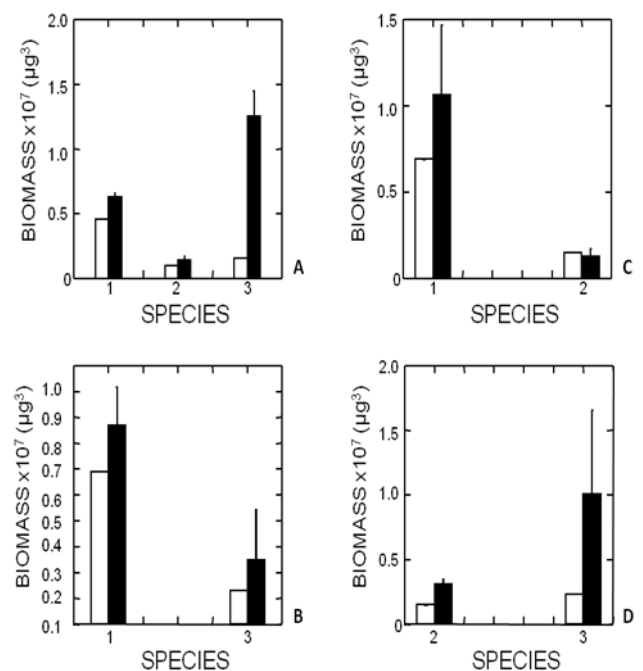 2.0
1.5
1.0
0.5
0
BIOMASS x10⁷ (µg³)
1 2 3
SPECIES
A
1.5
1.0
0.5
0
BIOMASS x10⁷ (µg³)
1 2
SPECIES
C
1.0
0.9
0.8
0.7
0.6
0.5
0.4
0.3
0.2
0.1
BIOMASS x10⁷ (µg³)
1 3
SPECIES
B
2.0
1.5
1.0
0.5
0
BIOMASS x10⁷ (µg³)
2 3
SPECIES
D